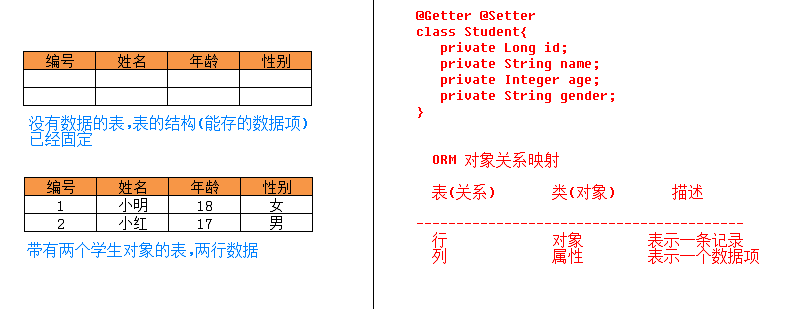 编号 姓名 年龄 性别
没有数据的表,表的结构(能存的数据项)
已经固定
编号 姓名 年龄 性别
1 小明 18 女
2 小红 17 男
带有两个学生对象的表,两行数据
@Getter @Setter
class Student{
private Long id;
private String name;
private Integer age;
private String gender;
}
ORM 对象关系映射
表(关系) 类(对象) 描述
-----------------------------------------
行 对象 表示一条记录
列 属性 表示一个数据项